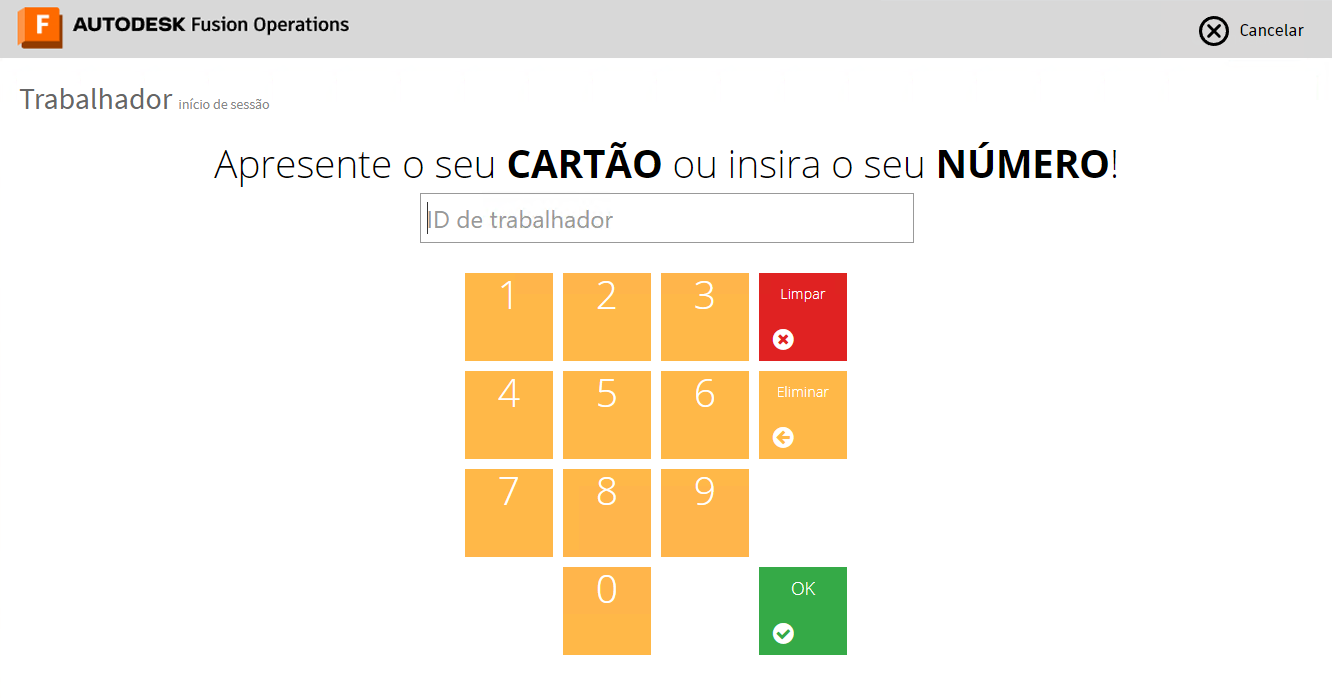 F AUTODESK Fusion Operations
Cancelar
Trabalhador início de sessão
Apresente o seu CARTÃO ou insira o seu NÚMERO!
ID de trabalhador
1 2 3 Limpar
4 5 6 Eliminar
7 8 9
0 OK